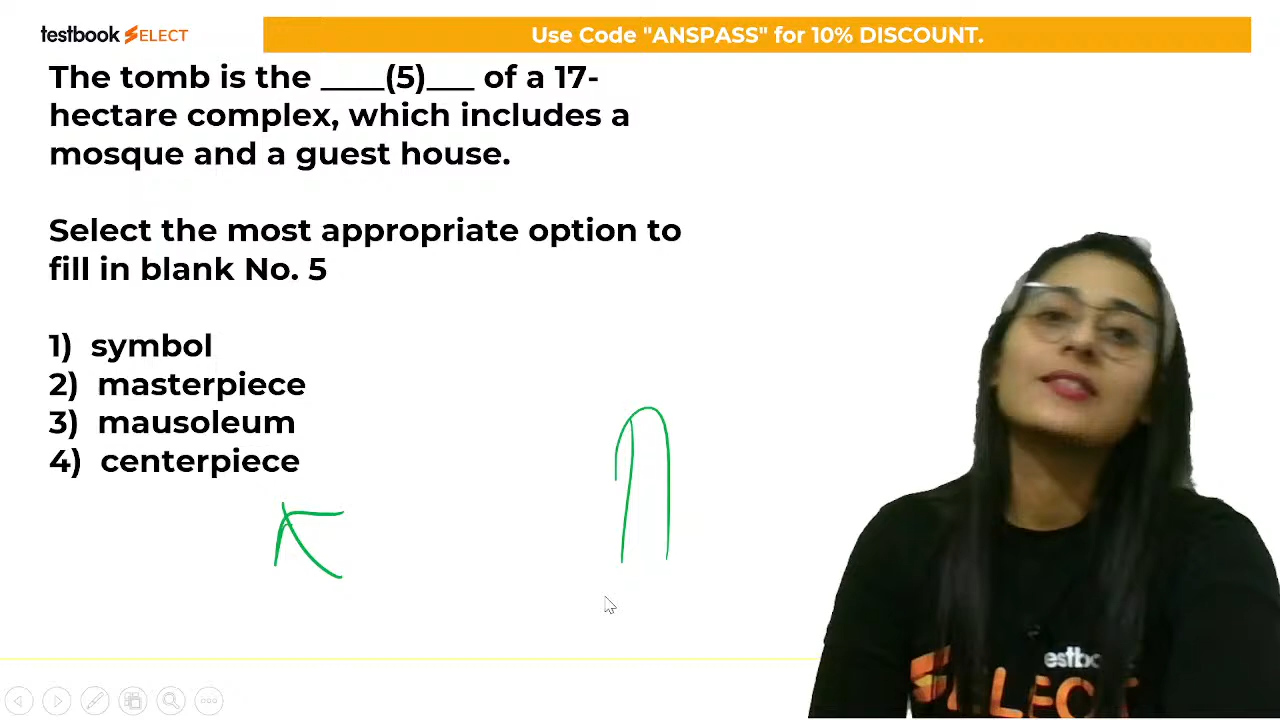 testbook SELECT
Use Code "ANSPASS" for 10% DISCOUNT.
The tomb is the ____(5)___ of a 17-
hectare complex, which includes a
mosque and a guest house.
Select the most appropriate option to
fill in blank No. 5
1) symbol
2) masterpiece
3) mausoleum
4) centerpiece